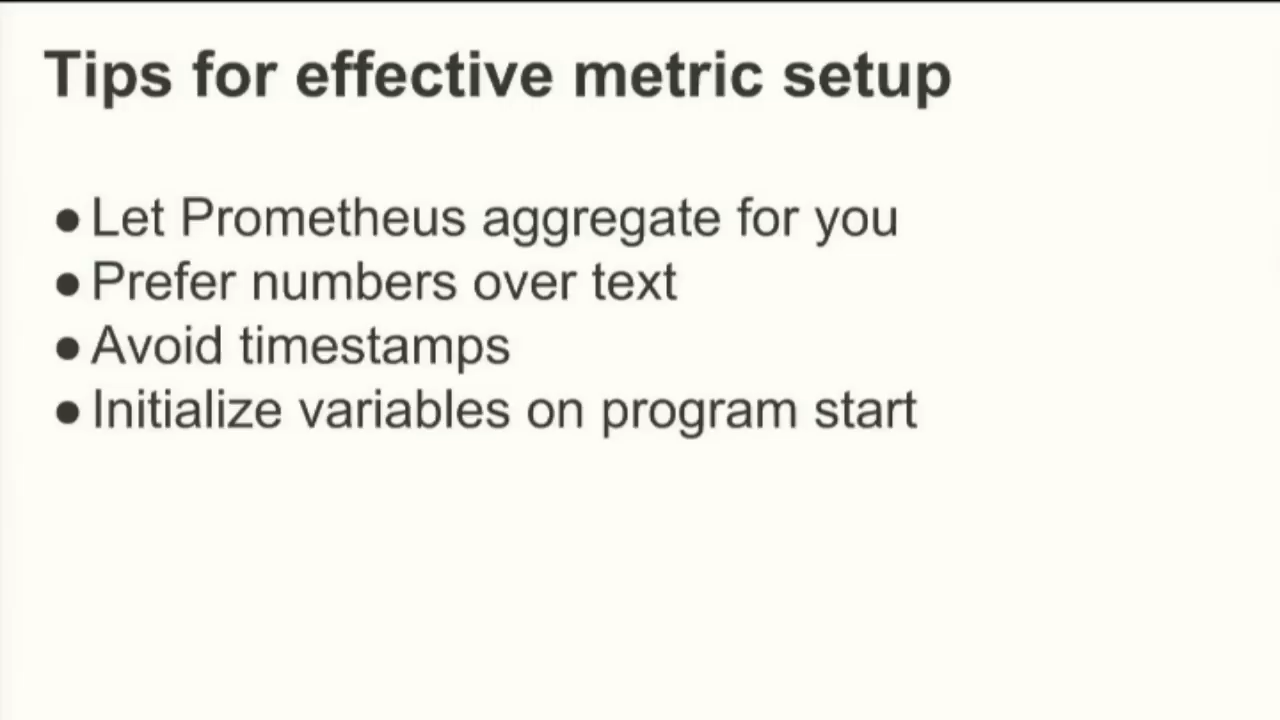 Tips for effective metric setup
● Let Prometheus aggregate for you
● Prefer numbers over text
● Avoid timestamps
● Initialize variables on program start